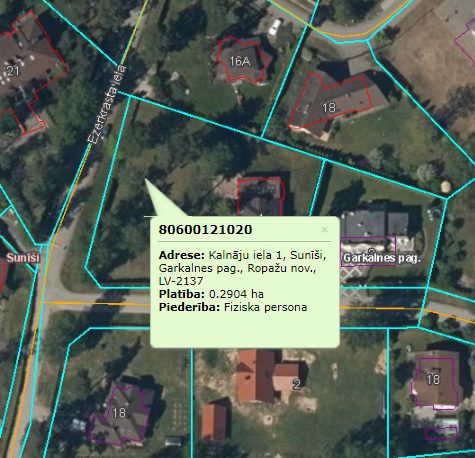 21
16A
18
Ezerkrasta iela
80600121020
×
Adrese: Kalnāju iela 1, Sunīši,
Garkalnes pag., Ropažu nov.,
LV-2137
Platība: 0.2904 ha
Piederība: Fiziska persona
Sunīši
Garkalnes pag.
2
18
18